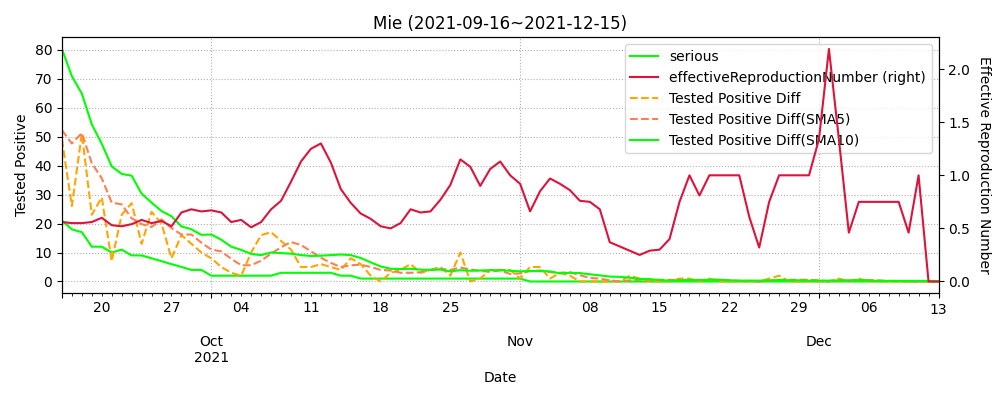 Mie (2021-09-16~2021-12-15)
80
70
60
50
40
30
20
10
0
Tested Positive
serious
effectiveReproductionNumber (right)
Tested Positive Diff
Tested Positive Diff(SMA5)
Tested Positive Diff(SMA10)
2.0
1.5
1.0
0.5
0.0
Effective Reproduction Number
20 27 04 11 18 25 08 15 22 29 06 13
Oct Nov Dec
2021
Date